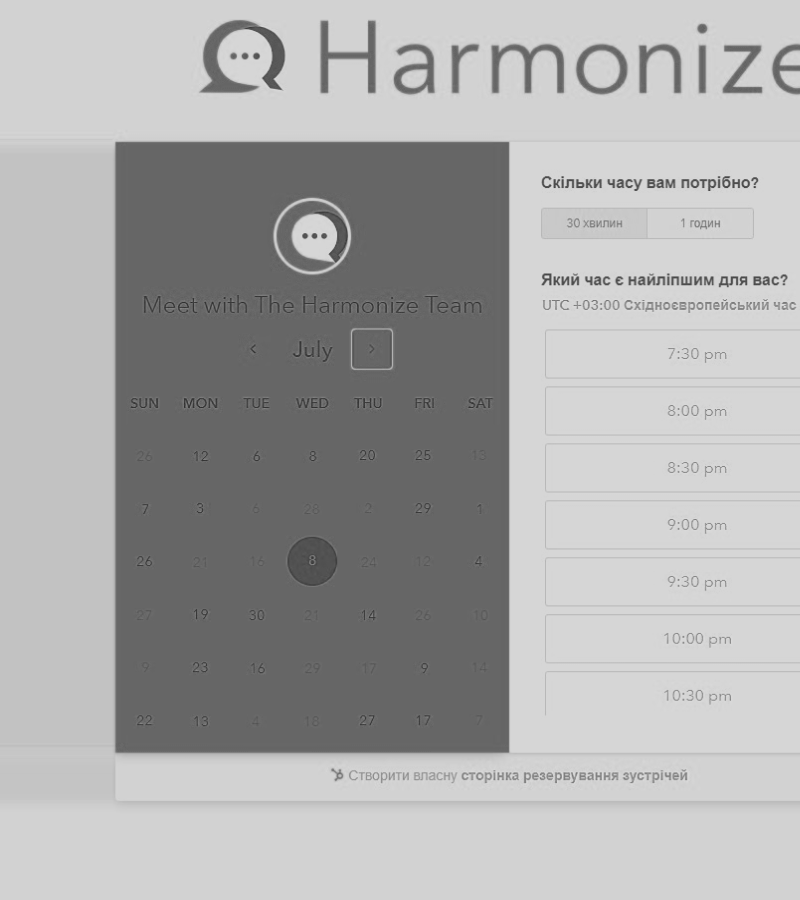 Harmonize
Meet with The Harmonize Team
July
SUN MON TUE WED THU FRI SAT
26 12 6 8 20 25 13
7 3 6 28 2 29 1
26 21 16 8 24 12 4
27 19 30 21 14 26 10
9 23 16 29 17 9 14
22 13 4 18 27 17 7
Скільки часу вам потрібно?
30 хвилин 1 годин
Який час є найліпшим для вас?
UTC +03:00 Східноєвропейський час
7:30 pm
8:00 pm
8:30 pm
9:00 pm
9:30 pm
10:00 pm
10:30 pm
Створити власну сторінка резервування зустрічей